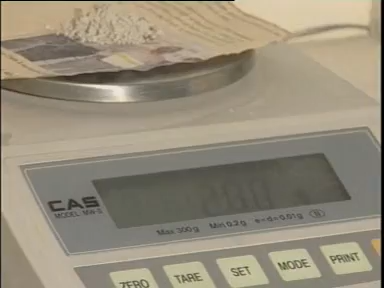 CAS
MODEL: MW-II
Max 300g Min 0.2g e=d=0.01g
ZERO TARE SET MODE PRINT